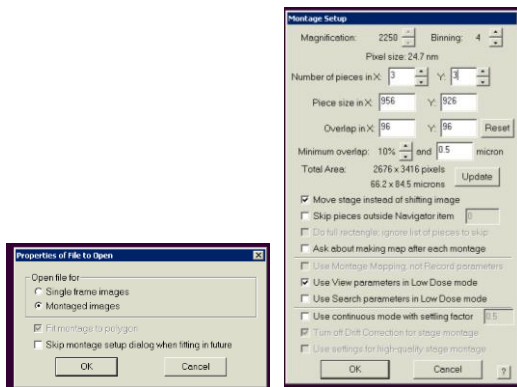 Montage Setup
Magnification: 2250 Binning: 4
Pixel size: 24.7 nm
Number of pieces in X: 3 Y: 3
Piece size in X: 956 Y: 926
Overlap in X: 96 Y: 96 Reset
Minimum overlap: 10% and 0.5 micron
Total Area: 2676 x 3416 pixels
66.2 x 84.5 microns Update
Move stage instead of shifting image
Skip pieces outside Navigator item 0
Do full rectangle; ignore list of pieces to skip
Ask about making map after each montage
Use Montage Mapping, not Record parameters
Use View parameters in Low Dose mode
Use Search parameters in Low Dose mode
Use continuous mode with settling factor 0.5
Turn off Drift Correction for stage montage
Use settings for high-quality stage montage
OK Cancel ?
Properties of File to Open
Open file for
Single frame images
Montaged images
Fit montage to polygon
Skip montage setup dialog when fitting in future
OK Cancel